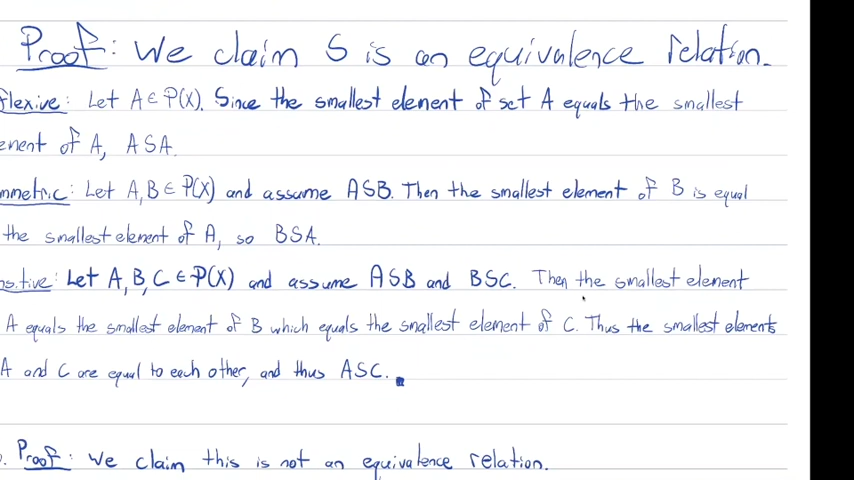 Proof: We claim S is an equivalence relation.
flexive: Let A ∈ P(X). Since the smallest element of set A equals the smallest
ement of A, ASA.
mmetric: Let A, B ∈ P(X) and assume ASB. Then the smallest element of B is equal
the smallest element of A, so BSA.
nsitive: Let A, B, C ∈ P(X) and assume ASB and BSC. Then the smallest element
A equals the smallest element of B which equals the smallest element of C. Thus the smallest elements
A and C are equal to each other, and thus ASC.
. Proof: We claim this is not an equivalence relation.